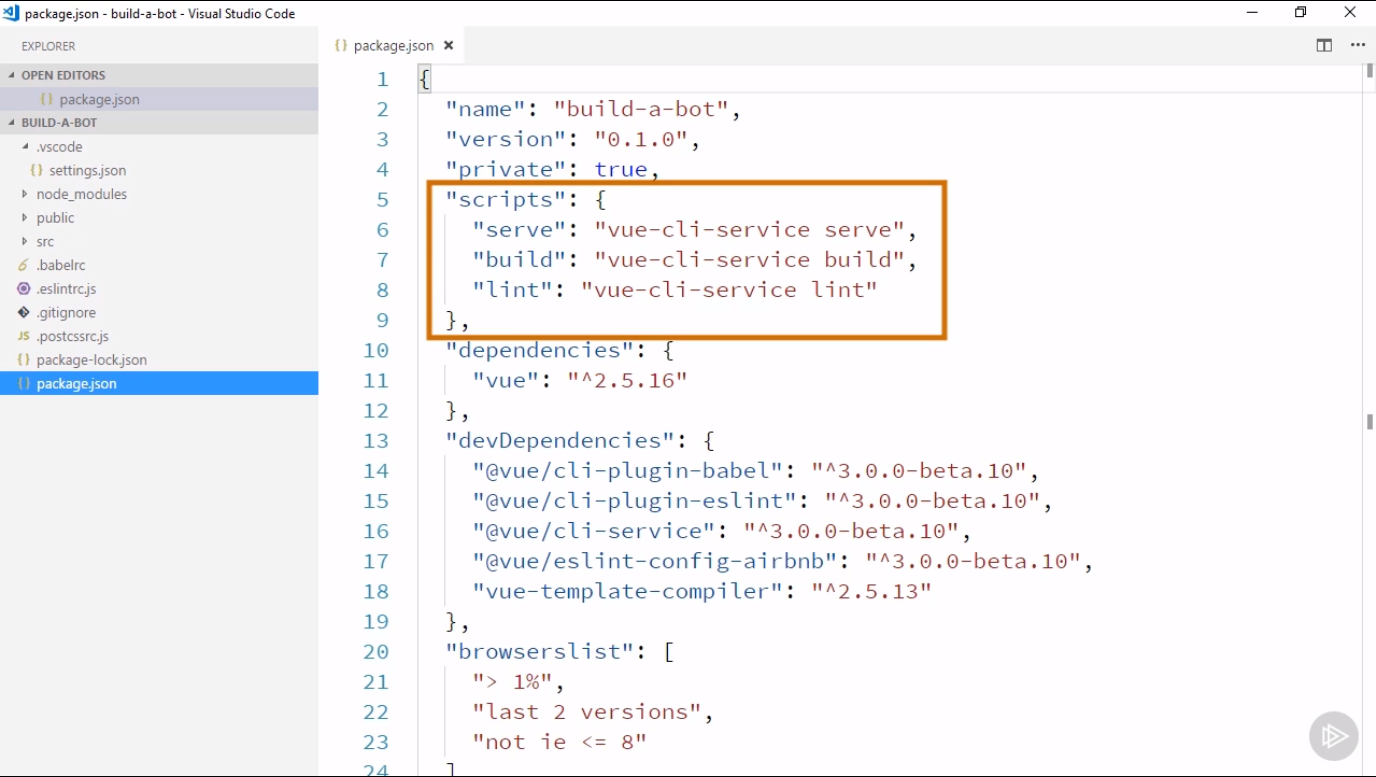 package.json - build-a-bot - Visual Studio Code
EXPLORER
OPEN EDITORS
{} package.json
BUILD-A-BOT
.vscode
{} settings.json
node_modules
public
src
.babelrc
.eslintrc.js
.gitignore
JS .postcssrc.js
{} package-lock.json
{} package.json
{} package.json
1 {
2 "name": "build-a-bot",
3 "version": "0.1.0",
4 "private": true,
5 "scripts": {
6 "serve": "vue-cli-service serve",
7 "build": "vue-cli-service build",
8 "lint": "vue-cli-service lint"
9 },
10 "dependencies": {
11 "vue": "^2.5.16"
12 },
13 "devDependencies": {
14 "@vue/cli-plugin-babel": "^3.0.0-beta.10",
15 "@vue/cli-plugin-eslint": "^3.0.0-beta.10",
16 "@vue/cli-service": "^3.0.0-beta.10",
17 "@vue/eslint-config-airbnb": "^3.0.0-beta.10",
18 "vue-template-compiler": "^2.5.13"
19 },
20 "browserslist": [
21 "> 1%",
22 "last 2 versions",
23 "not ie <= 8"
24 ]